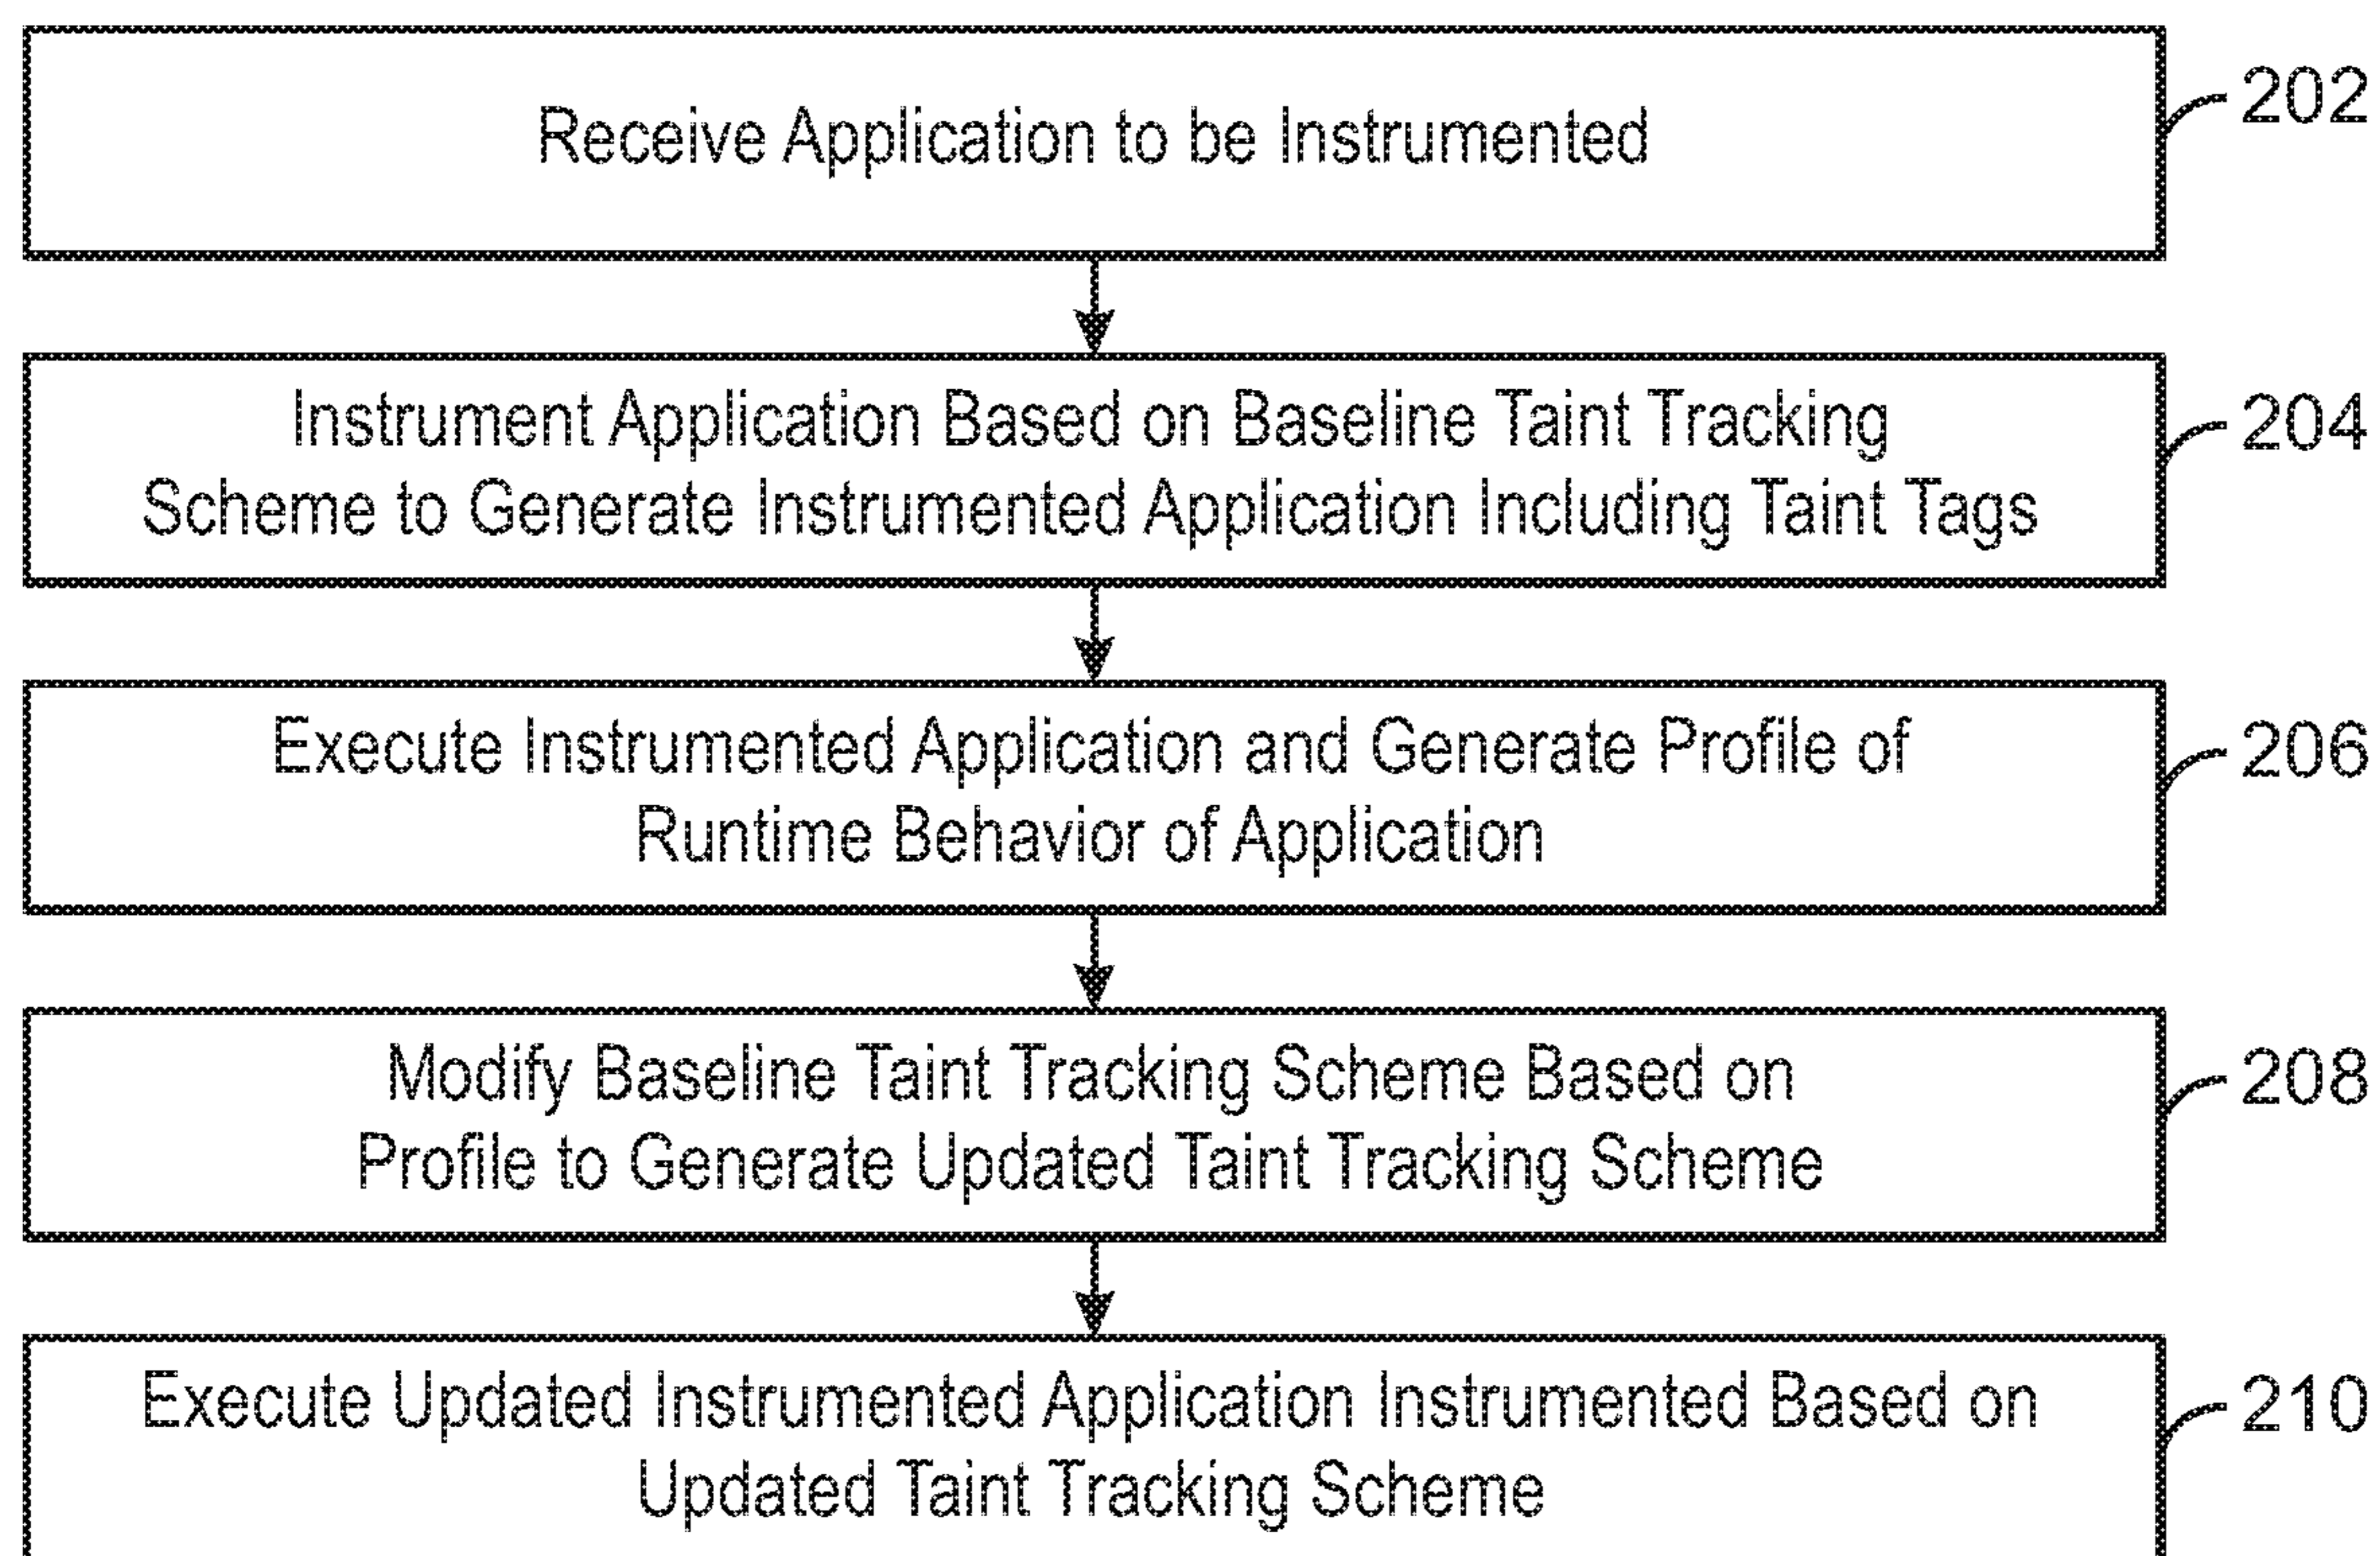 Receive Application to be Instrumented
202
Instrument Application Based on Baseline Taint Tracking
Scheme to Generate Instrumented Application Including Taint Tags
204
Execute Instrumented Application and Generate Profile of
Runtime Behavior of Application
206
Modify Baseline Taint Tracking Scheme Based on
Profile to Generate Updated Taint Tracking Scheme
208
Execute Updated Instrumented Application Instrumented Based on
Updated Taint Tracking Scheme
210